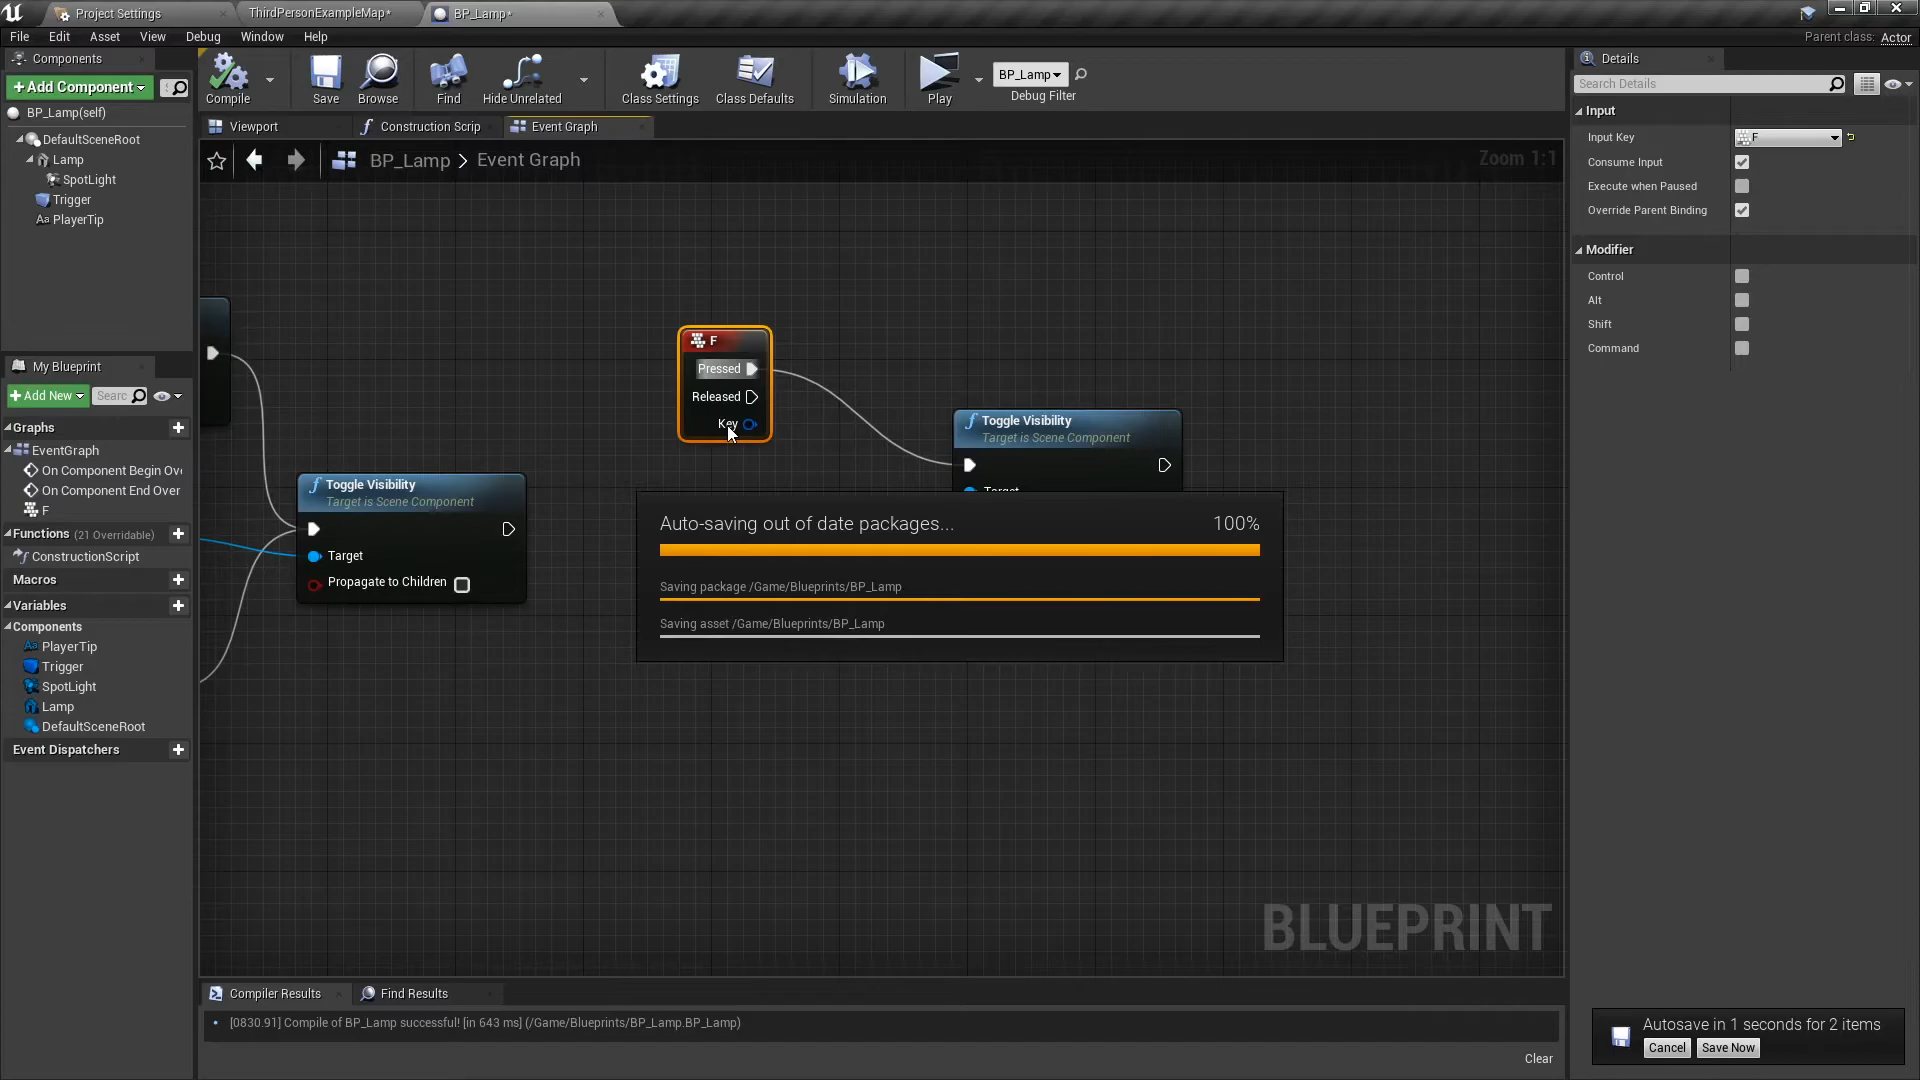 Project Settings
ThirdPersonExampleMap*
BP_Lamp*
File Edit Asset View Debug Window Help
Parent class: Actor
Components
+Add Component
BP_Lamp(self)
DefaultSceneRoot
Lamp
SpotLight
Trigger
PlayerTip
My Blueprint
+Add New
Searc
Graphs
EventGraph
On Component Begin Ove
On Component End Over
F
Functions (21 Overridable)
ConstructionScript
Macros
Variables
Components
PlayerTip
Trigger
SpotLight
Lamp
DefaultSceneRoot
Event Dispatchers
Compile
Save
Browse
Find
Hide Unrelated
Class Settings
Class Defaults
Simulation
Play
BP_Lamp
Debug Filter
Viewport
Construction Scrip
Event Graph
BP_Lamp > Event Graph
Zoom 1:1
F
Pressed
Released
Key
Toggle Visibility
Target is Scene Component
Target
Toggle Visibility
Target is Scene Component
Target
Propagate to Children
Auto-saving out of date packages... 100%
Saving package /Game/Blueprints/BP_Lamp
Saving asset /Game/Blueprints/BP_Lamp
BLUEPRINT
Compiler Results
Find Results
[0830.91] Compile of BP_Lamp successful! [in 643 ms] (/Game/Blueprints/BP_Lamp.BP_Lamp)
Clear
Details
Search Details
Input
Input Key
F
Consume Input
Execute when Paused
Override Parent Binding
Modifier
Control
Alt
Shift
Command
Autosave in 1 seconds for 2 items
Cancel
Save Now